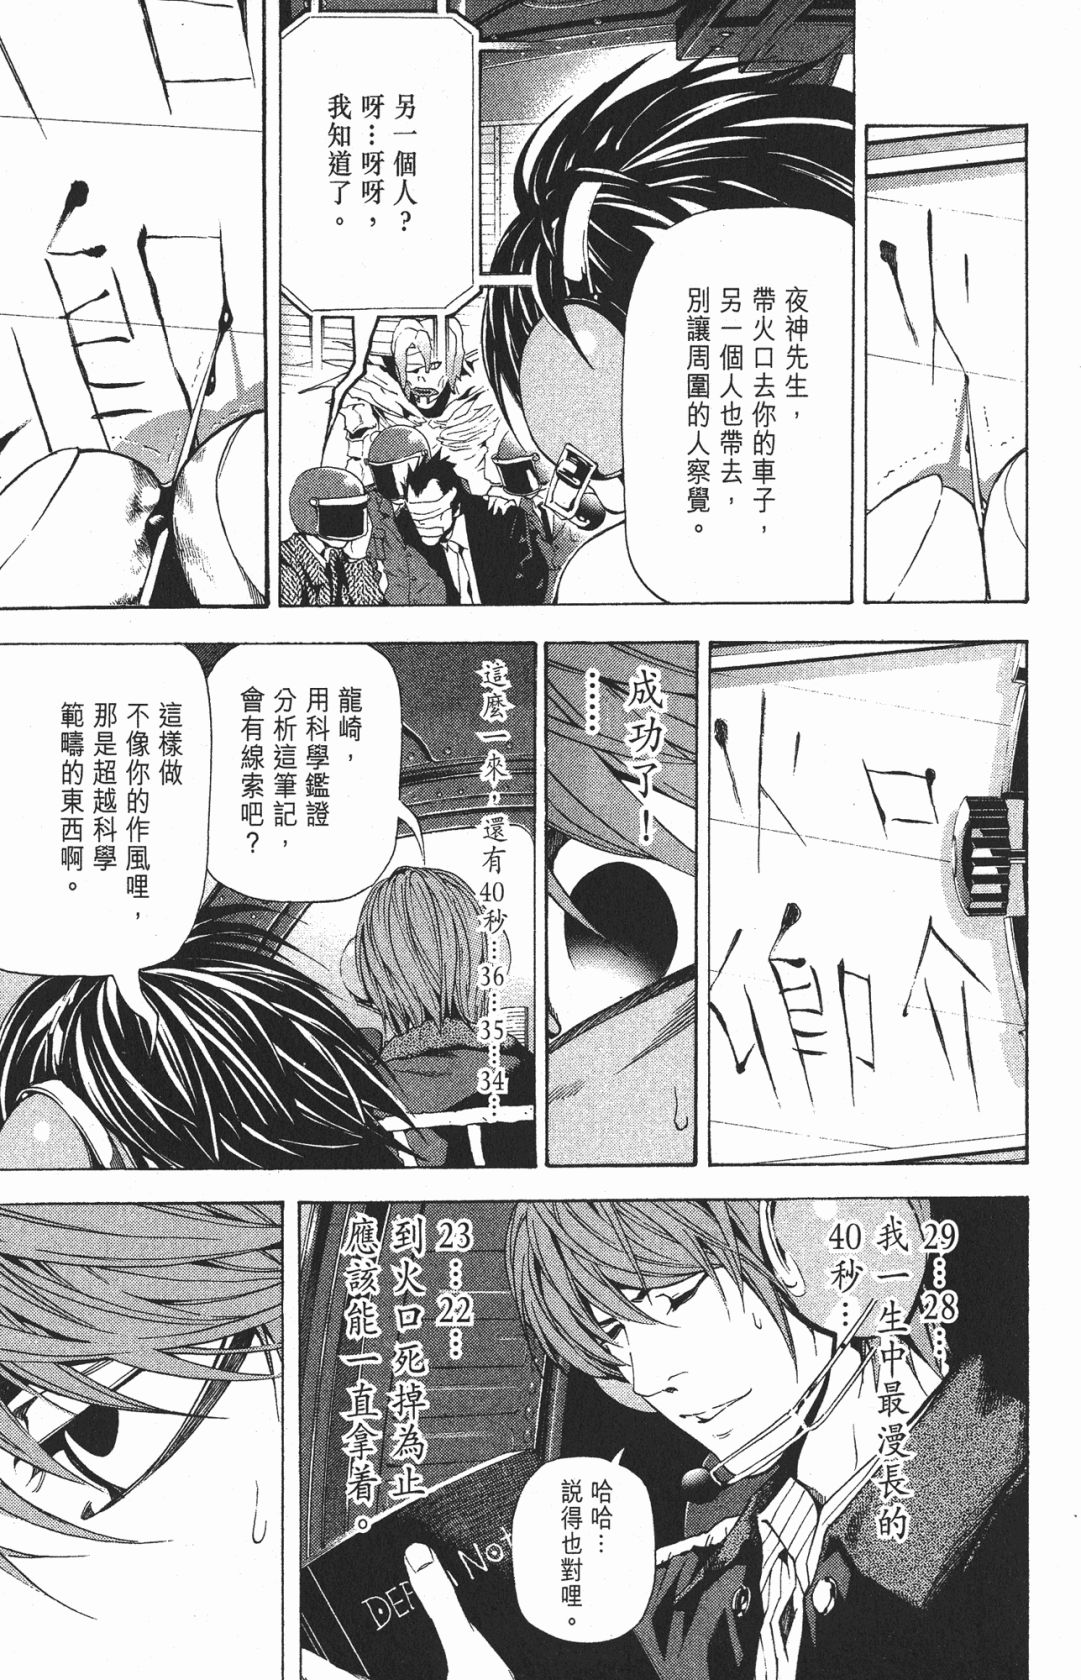 夜神先生，
帶火口去你的車子，
另一個人也帶去，
別讓周圍的人察覺。
另一個人？
呀…呀呀，
我知道了。
火口卿介
成功了！
……
這麼一來，還有40秒…36…35…34…
龍崎，
用科學鑑證
分析這筆記，
會有線索吧？
這樣做
不像你的作風哩，
那是超越科學
範疇的東西啊。
29…28…
我一生中最漫長的
40秒…
哈哈…
說得也對哩。
DEATH Not
23…22…
到火口死掉為止
應該能一直拿着。